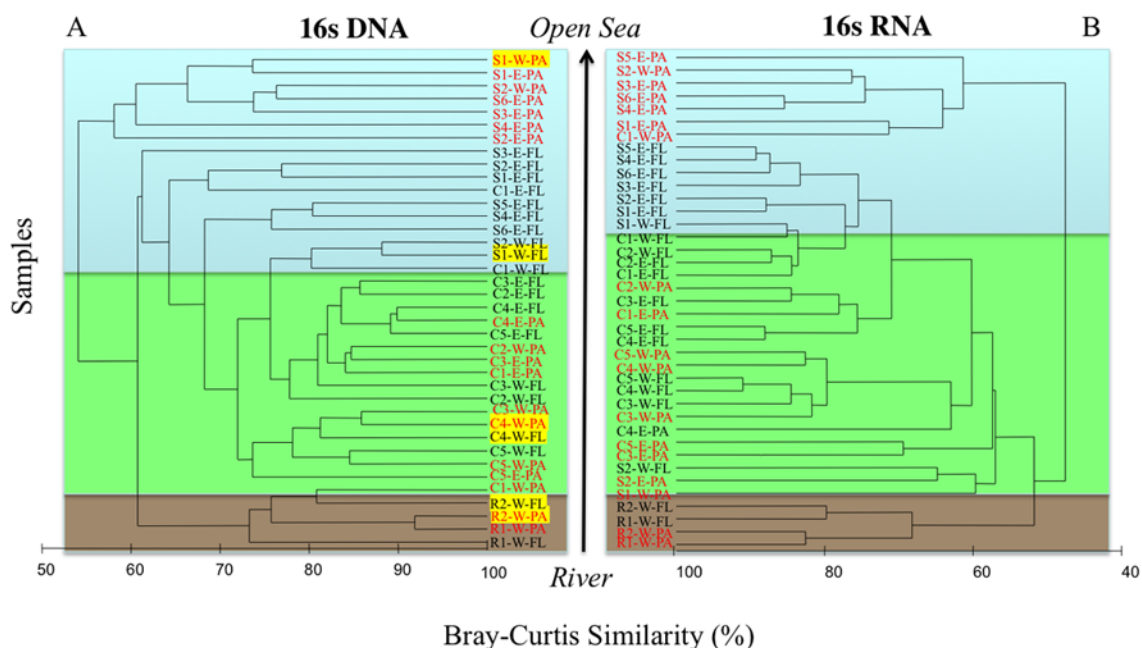 A
16s DNA
Open Sea
16s RNA
B
Samples
S1-W-PA
S1-E-PA
S2-W-PA
S6-E-PA
S3-E-PA
S4-E-PA
S2-E-PA
S3-E-FL
S2-E-FL
S1-E-FL
C1-E-FL
S5-E-FL
S4-E-FL
S6-E-FL
S2-W-FL
S1-W-FL
C1-W-FL
C3-E-FL
C2-E-FL
C4-E-FL
C4-E-PA
C5-E-FL
C2-W-PA
C3-E-PA
C1-E-PA
C3-W-FL
C2-W-FL
C3-W-PA
C4-W-PA
C4-W-FL
C5-W-FL
C5-W-PA
C5-E-PA
C1-W-PA
R2-W-FL
R2-W-PA
R1-W-PA
R1-W-FL
50 60 70 80 90 100
S5-E-PA
S2-W-PA
S3-E-PA
S6-E-PA
S4-E-PA
S1-E-PA
C1-W-PA
S5-E-FL
S4-E-FL
S6-E-FL
S3-E-FL
S2-E-FL
S1-E-FL
S1-W-FL
C1-W-FL
C2-W-FL
C2-E-FL
C1-E-FL
C2-W-PA
C3-E-FL
C1-E-PA
C5-E-FL
C4-E-FL
C5-W-PA
C4-W-PA
C5-W-FL
C4-W-FL
C3-W-FL
C3-W-PA
C4-E-PA
C5-E-PA
C3-E-PA
S2-W-FL
S2-E-PA
S1-W-PA
R2-W-FL
R1-W-FL
R2-W-PA
R1-W-PA
100 80 60 40
River
Bray-Curtis Similarity (%)